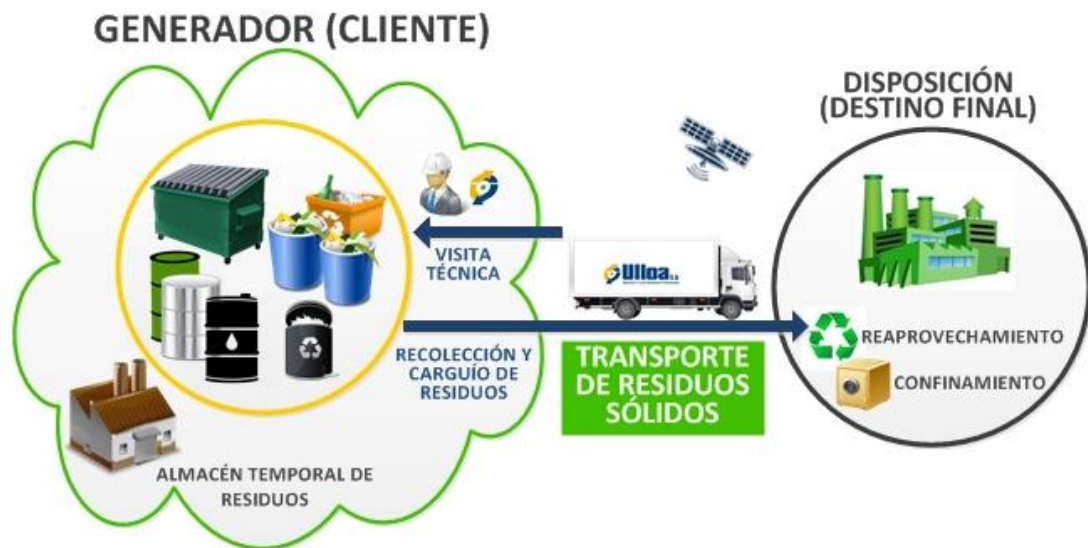 GENERADOR (CLIENTE)
DISPOSICIÓN
(DESTINO FINAL)
VISITA
TÉCNICA
Ulloa
RECOLECCIÓN Y
CARGUÍO DE
RESIDUOS
TRANSPORTE
DE RESIDUOS
SÓLIDOS
REAPROVECHAMIENTO
CONFINAMIENTO
ALMACÉN TEMPORAL DE
RESIDUOS